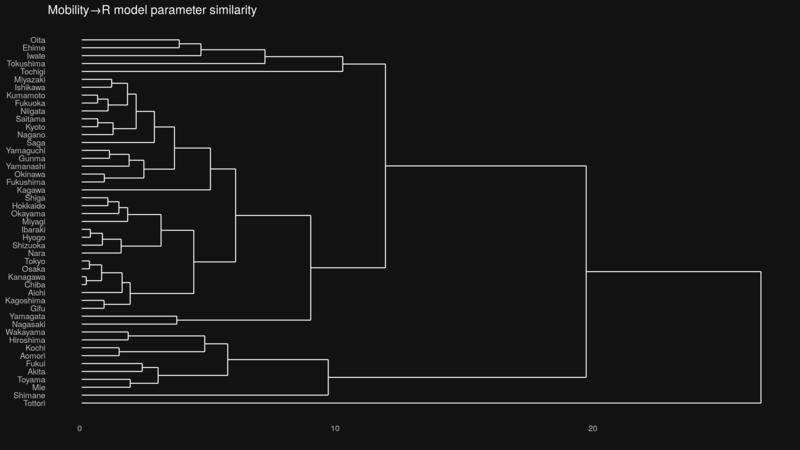 Mobility→R model parameter similarity
Oita
Ehime
Iwate
Tokushima
Tochigi
Miyazaki
Ishikawa
Kumamoto
Fukuoka
Niigata
Saitama
Kyoto
Nagano
Saga
Yamaguchi
Gunma
Yamanashi
Okinawa
Fukushima
Kagawa
Shiga
Hokkaido
Okayama
Miyagi
Ibaraki
Hyogo
Shizuoka
Nara
Tokyo
Osaka
Kanagawa
Chiba
Aichi
Kagoshima
Gifu
Yamagata
Nagasaki
Wakayama
Hiroshima
Kochi
Aomori
Fukui
Akita
Toyama
Mie
Shimane
Tottori
0 10 20